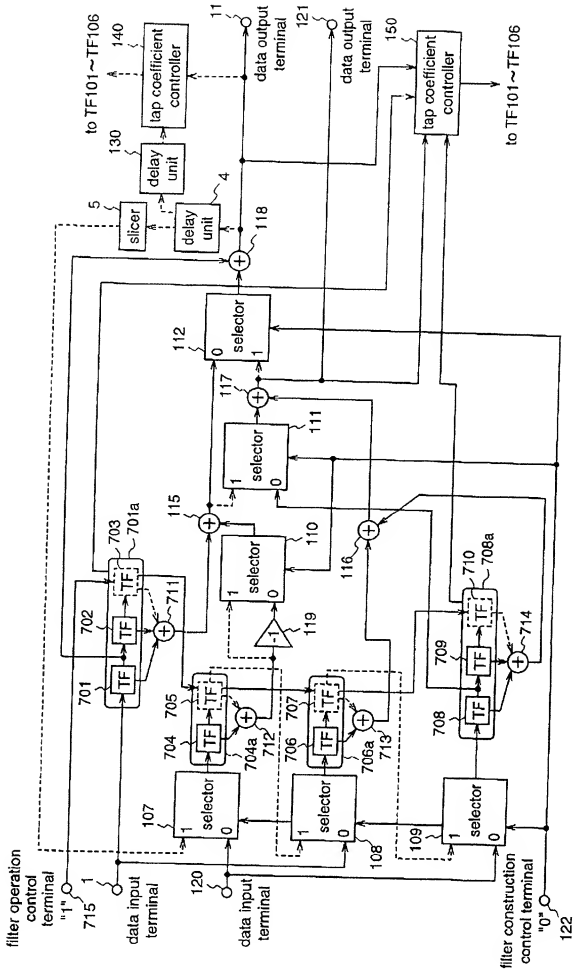 filter operation
control
terminal
"1"
715
1
data input
terminal
120
data input
terminal
filter construction
control terminal
"0"
122
107
1
selector
0
1
selector
0
108
109
1
selector
0
701
TF
702
TF
703
TF
701a
711
704
TF
705
TF
704a
712
706
TF
707
TF
706a
713
708
TF
709
TF
710
TF
708a
714
-1
119
1
selector
0
110
115
116
1
selector
0
111
117
112
0
selector
1
118
5
slicer
delay
unit
4
130
delay
unit
to TF101~TF106
140
tap coefficient
controller
11
data output
terminal
121
data output
terminal
150
tap coefficient
controller
to TF101~TF106